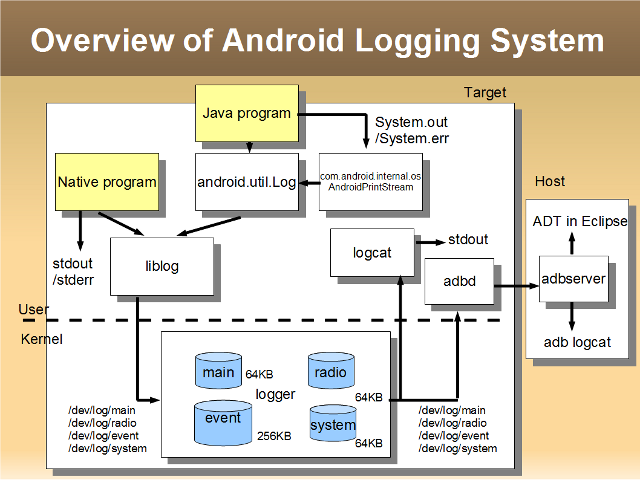 Overview of Android Logging System
Target
Java program
System.out
/System.err
Native program
android.util.Log
com.android.internal.os
AndroidPrintStream
Host
ADT in Eclipse
stdout
/stderr
liblog
logcat
stdout
adbd
adbserver
adb logcat
User
Kernel
main
64KB
radio
64KB
logger
event
256KB
system
64KB
/dev/log/main
/dev/log/radio
/dev/log/event
/dev/log/system
/dev/log/main
/dev/log/radio
/dev/log/event
/dev/log/system